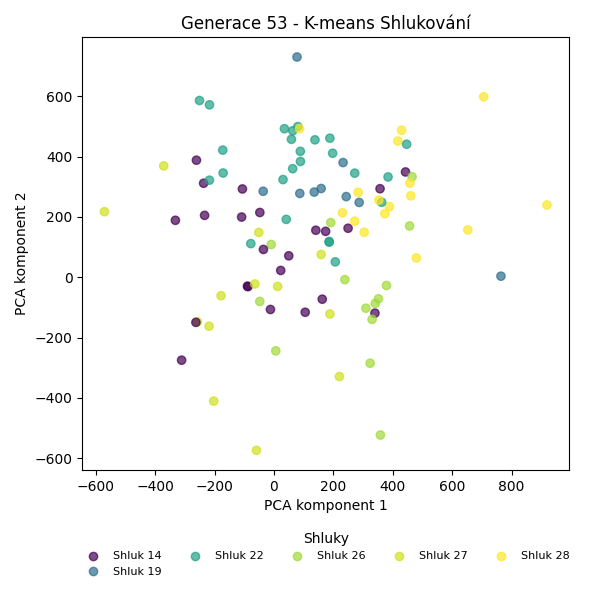 Generace 53 - K-means Shlukování
PCA komponent 2
600
400
200
0
−200
−400
−600
−600 −400 −200 0 200 400 600 800
PCA komponent 1
Shluky
Shluk 14 Shluk 22 Shluk 26 Shluk 27 Shluk 28
Shluk 19